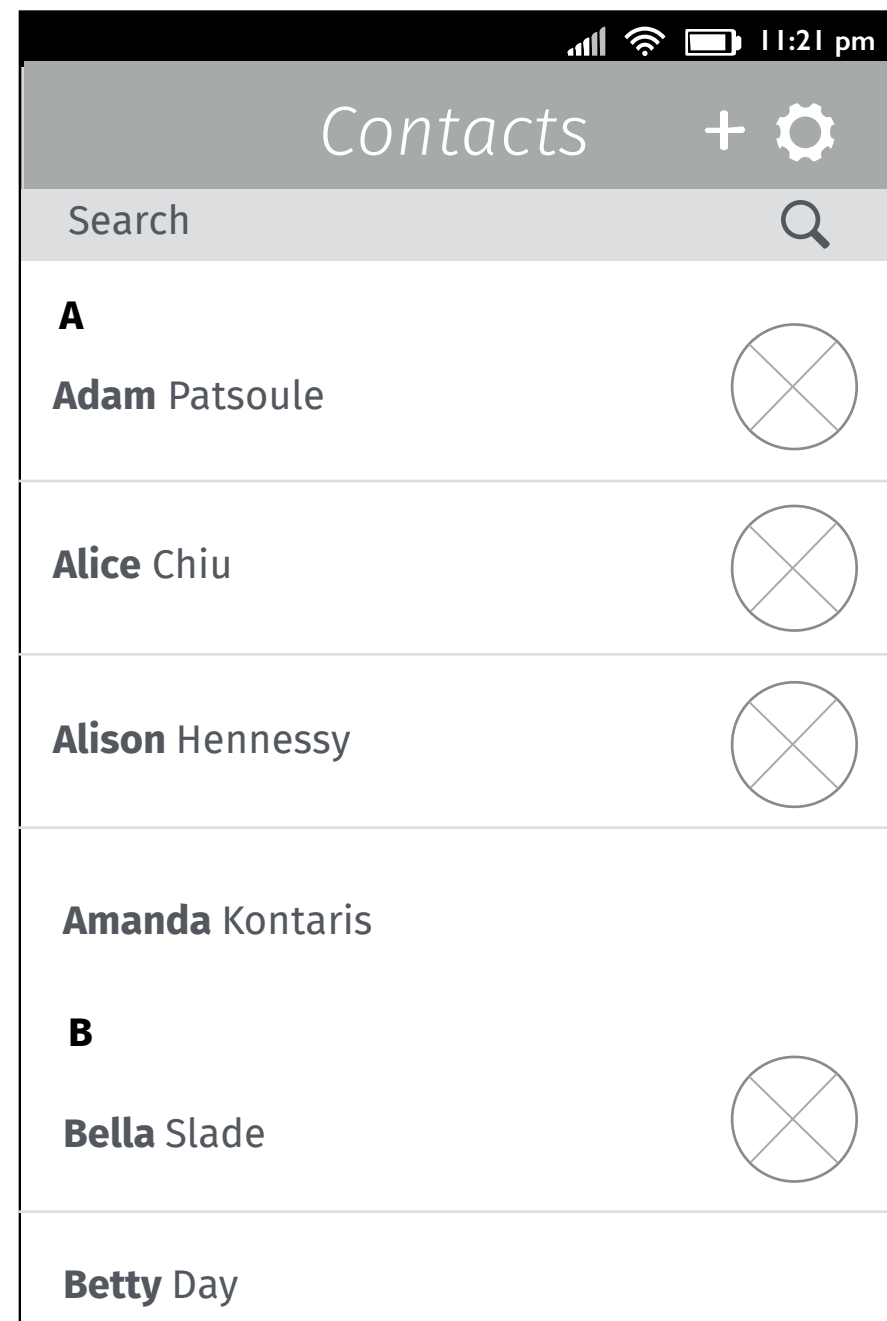 11:21 pm
Contacts
Search
A
Adam Patsoule
Alice Chiu
Alison Hennessy
Amanda Kontaris
B
Bella Slade
Betty Day